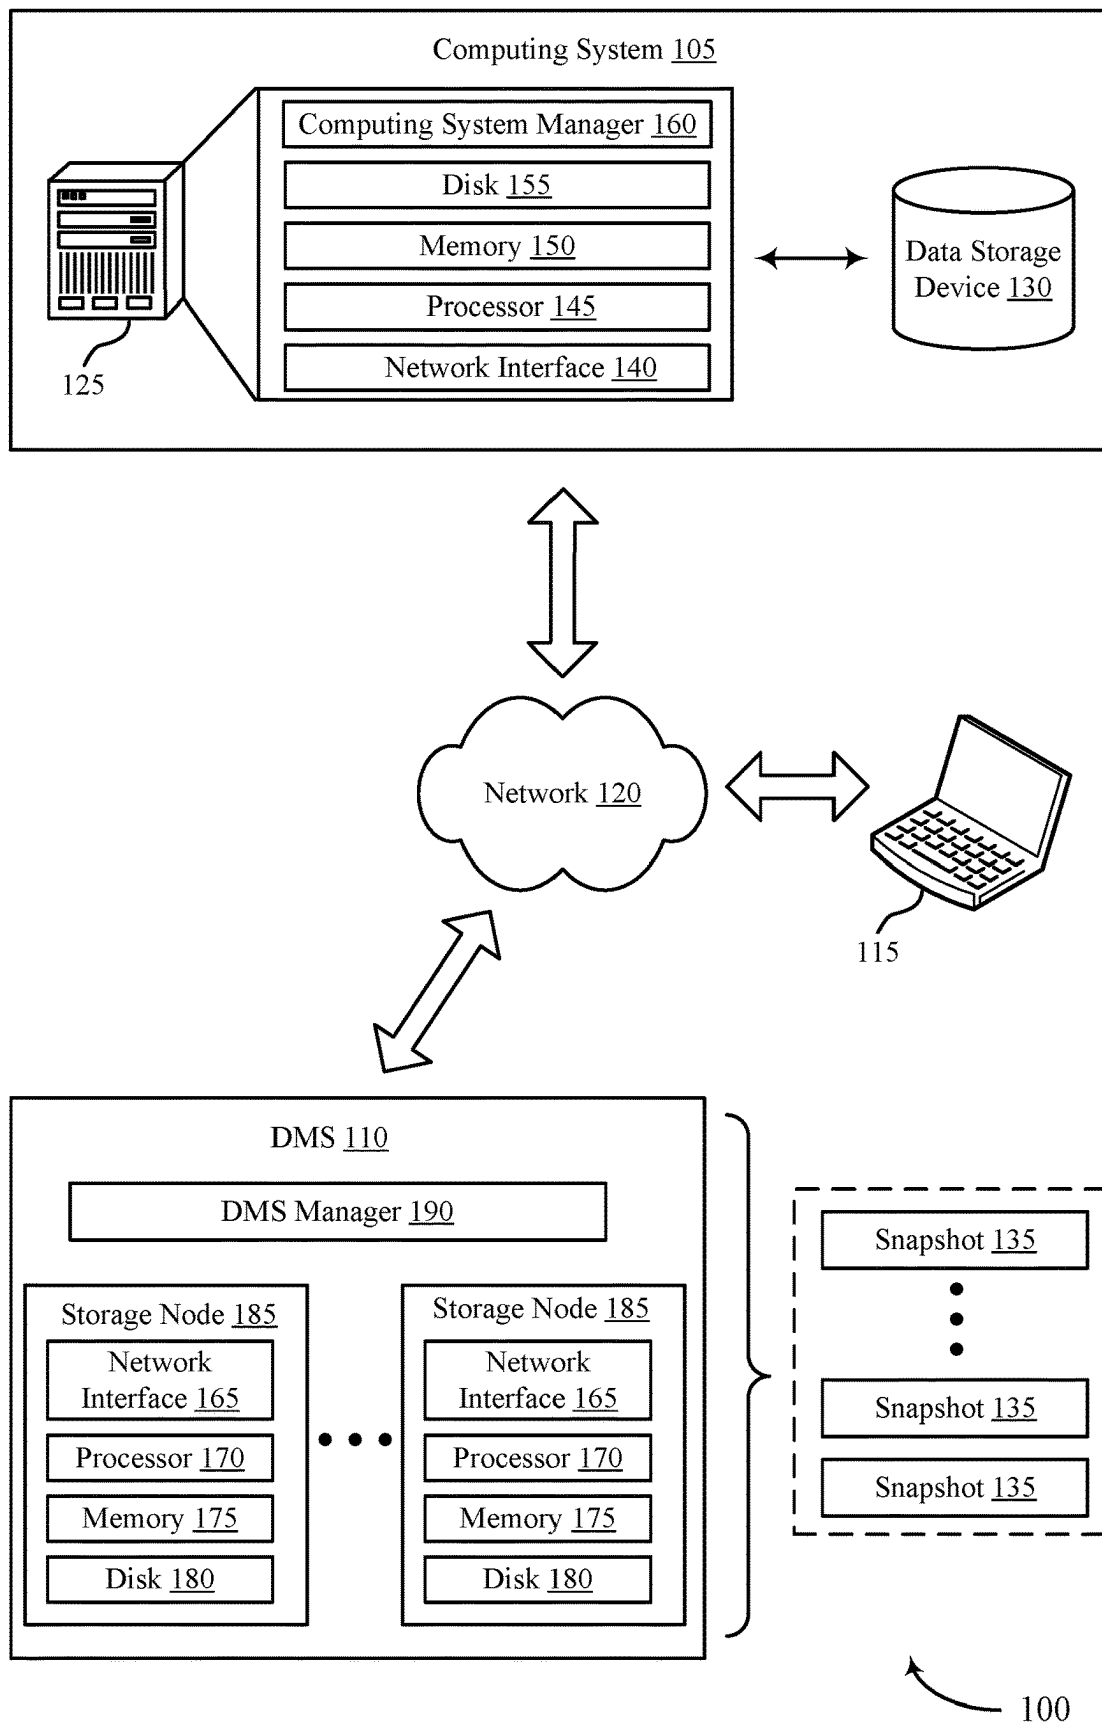 Computing System 105
Computing System Manager 160
Disk 155
Memory 150
Processor 145
Network Interface 140
Data Storage
Device 130
125
Network 120
115
DMS 110
DMS Manager 190
Storage Node 185
Network
Interface 165
Processor 170
Memory 175
Disk 180
Storage Node 185
Network
Interface 165
Processor 170
Memory 175
Disk 180
Snapshot 135
Snapshot 135
Snapshot 135
100